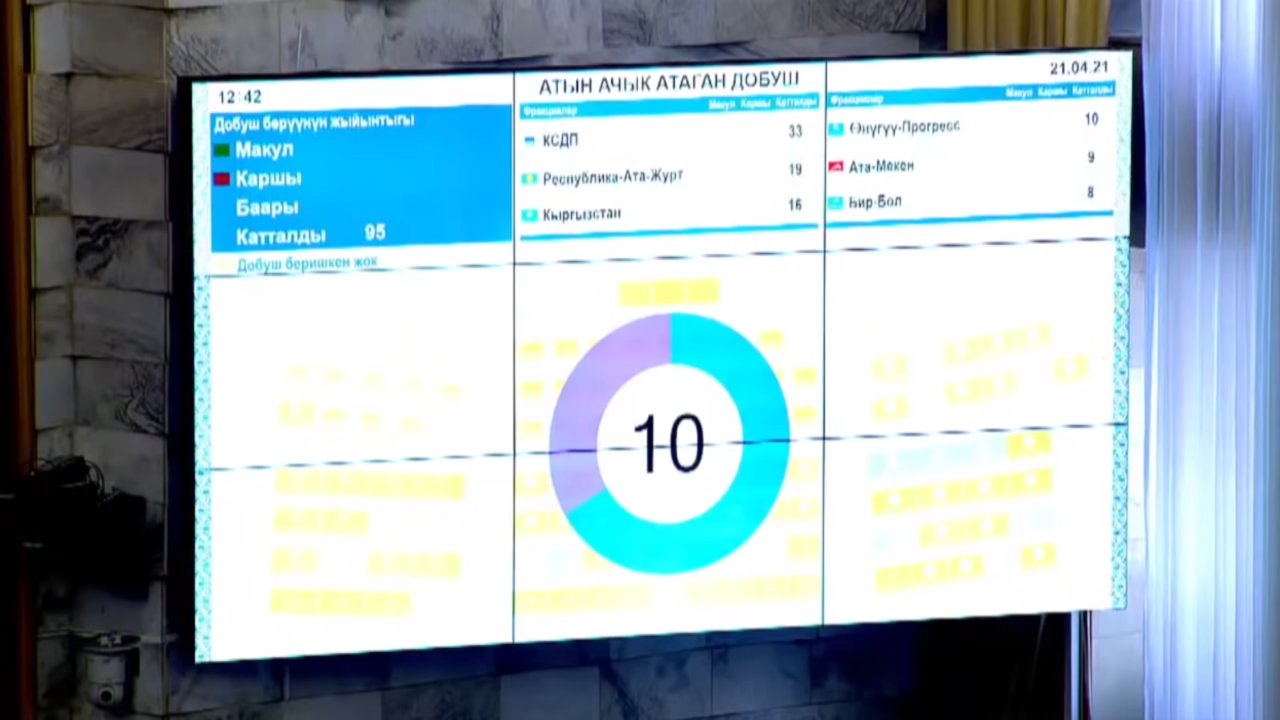 12:42
Добуш берүүнүн жыйынтыгы
Макул
Каршы
Баары
Катталды 95
Добуш беришкен жок
АТЫН АЧЫК АТАГАН ДОБУШ
Фракциялар Макул Каршы Катталды
КСДП 33
Республика-Ата-Журт 19
Кыргызстан 16
21.04.21
Фракциялар Макул Каршы Катталды
Өнүгүү-Прогресс 10
Ата-Мекен 9
Бир-Бол 8
10